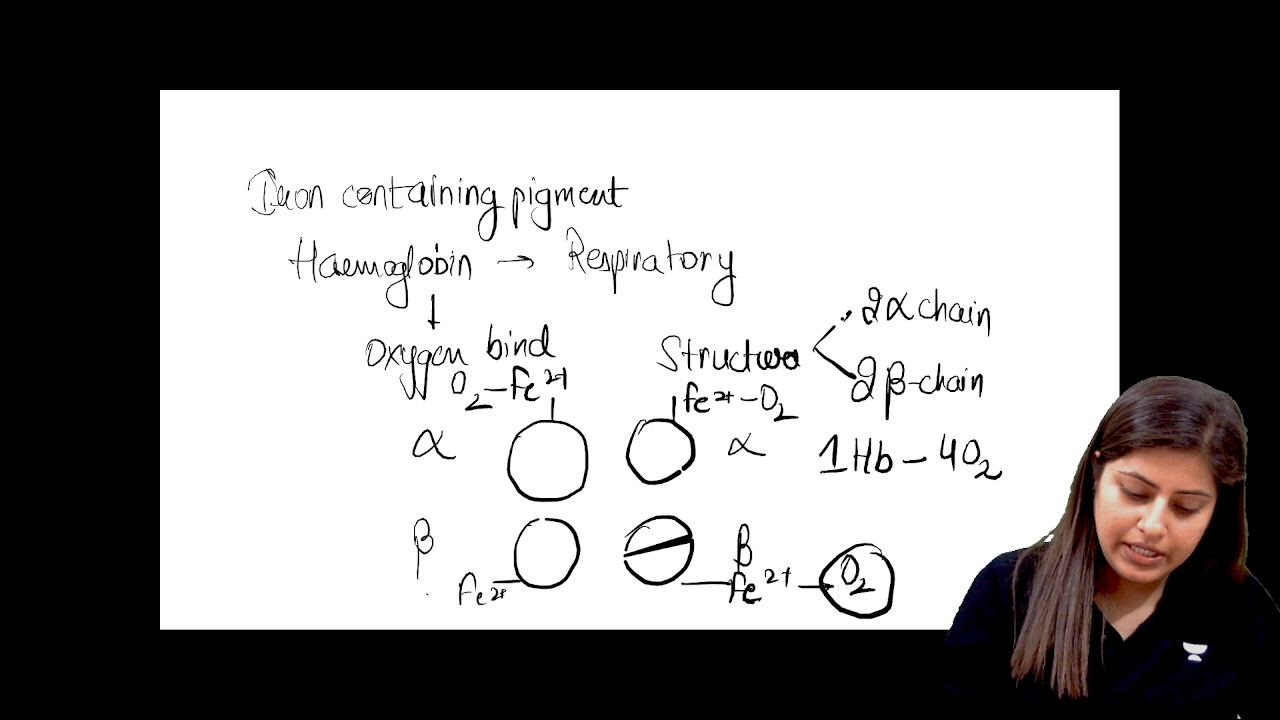 Iron containing pigment
Haemoglobin → Respiratory
↓
Oxygen bind
Structure
2α chain
2β-chain
O₂–Fe²⁺
Fe²⁺–O₂
α
α
1Hb – 4O₂
β
β
Fe²⁺
Fe²⁺ – O₂